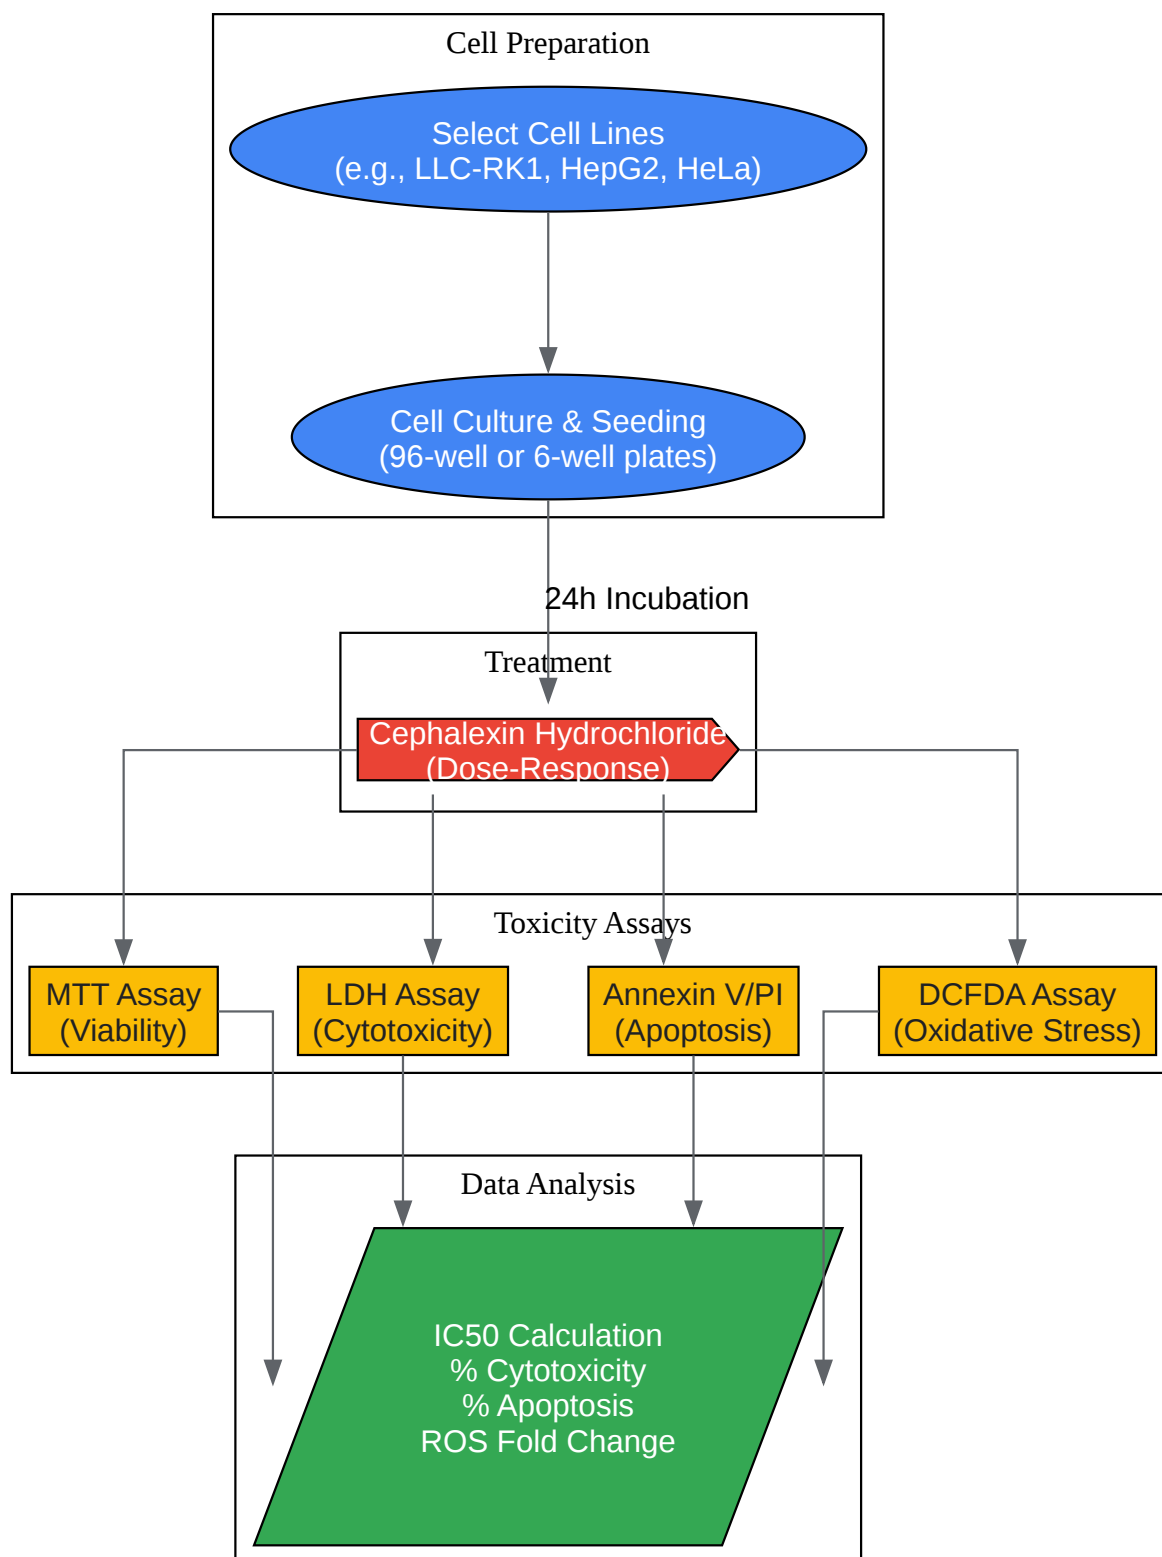 Cell Preparation
Select Cell Lines
(e.g., LLC-RK1, HepG2, HeLa)
Cell Culture & Seeding
(96-well or 6-well plates)
24h Incubation
Treatment
Cephalexin Hydrochloride
(Dose-Response)
Toxicity Assays
MTT Assay
(Viability)
LDH Assay
(Cytotoxicity)
Annexin V/PI
(Apoptosis)
DCFDA Assay
(Oxidative Stress)
Data Analysis
IC50 Calculation
% Cytotoxicity
% Apoptosis
ROS Fold Change